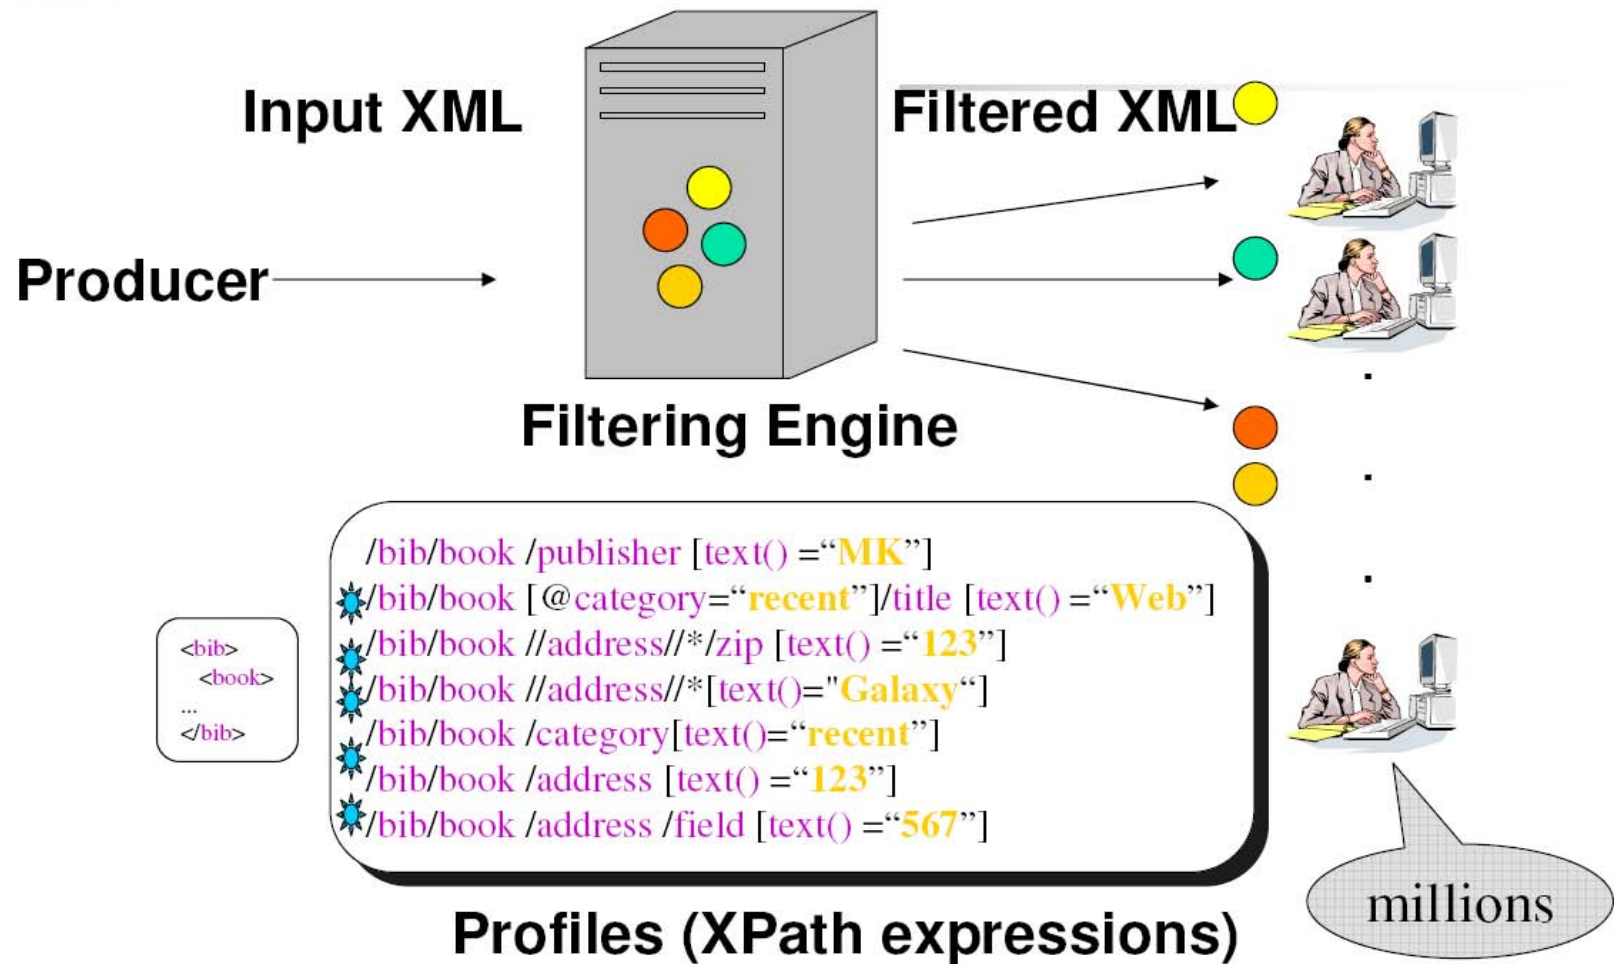 Input XML
Filtered XML
Producer
Filtering Engine
/bib/book /publisher [text() =“MK”]
/bib/book [@category=“recent”]/title [text() =“Web”]
/bib/book //address//*/zip [text() =“123”]
/bib/book //address//*[text()="Galaxy“]
/bib/book /category[text()=“recent”]
/bib/book /address [text() =“123”]
/bib/book /address /field [text() =“567”]
<bib>
<book>
...
</bib>
millions
Profiles (XPath expressions)